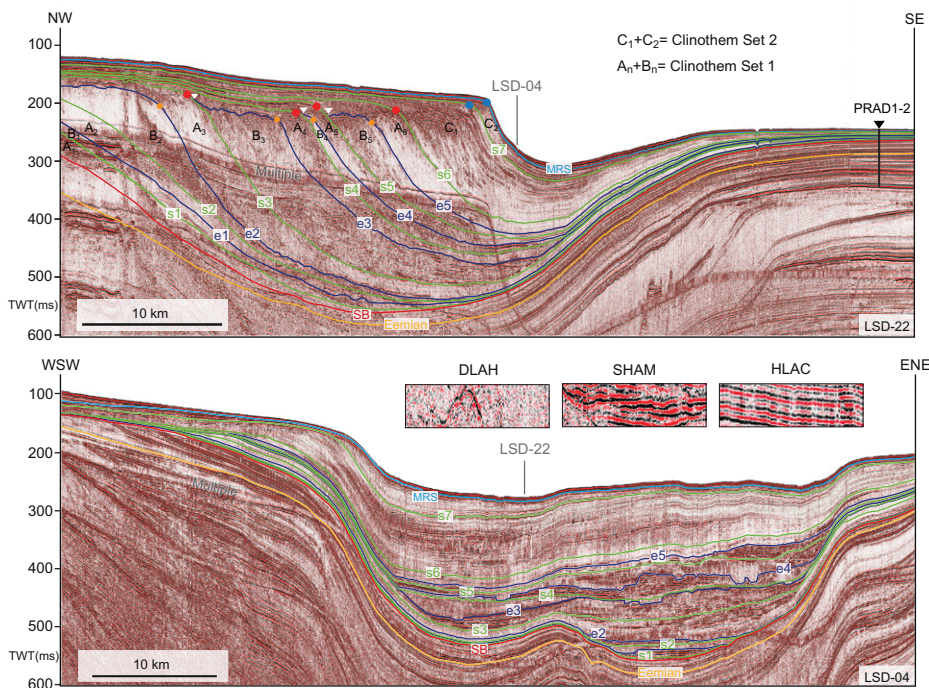 NW
SE
100
200
300
400
500
TWT(ms)
600
C1+C2= Clinothem Set 2
An+Bn= Clinothem Set 1
LSD-04
PRAD1-2
B1
A2
A1
B2
A3
B3
A4
B4
A5
B5
A6
C1
C2
s7
MRS
Multiple
s6
s5
s4
s3
s2
s1
e5
e4
e3
e2
e1
SB
Eemian
10 km
LSD-22
WSW
ENE
DLAH
SHAM
HLAC
100
200
300
400
500
TWT(ms)
600
LSD-22
Multiple
MRS
s7
s6
s5
s4
s3
SB
e5
e4
e3
e2
s2
s1
Eemian
10 km
LSD-04